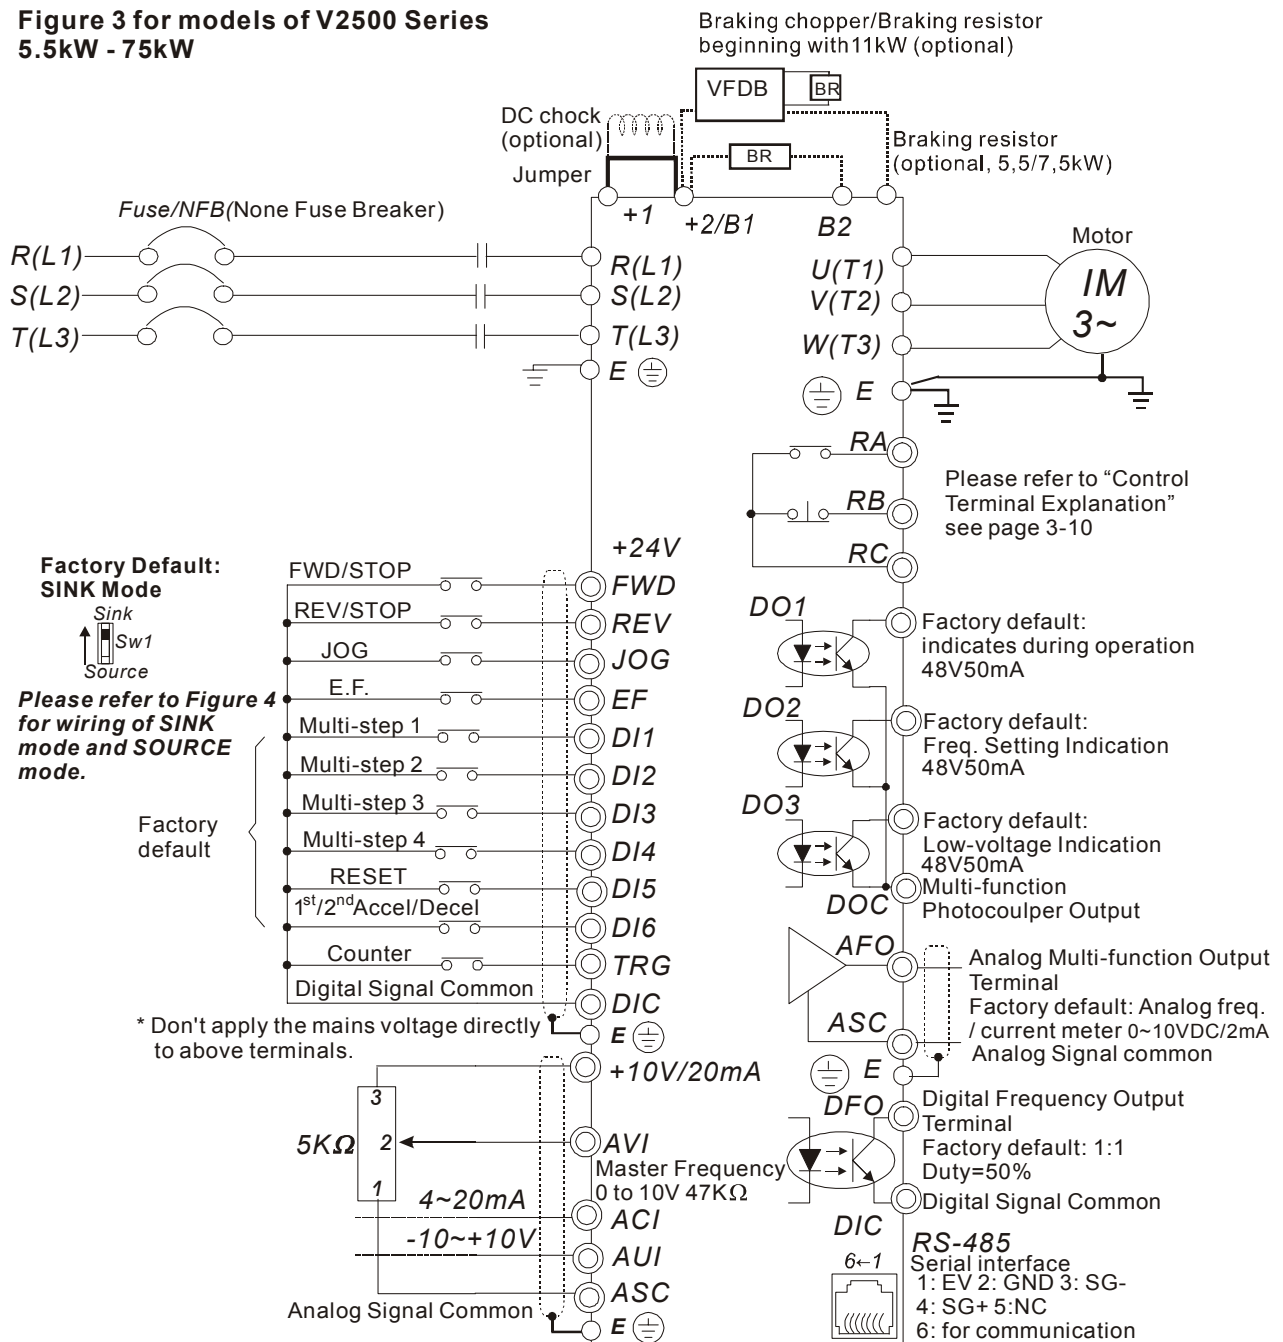 Figure 3 for models of V2500 Series
5.5kW - 75kW
Braking chopper/Braking resistor
beginning with11kW (optional)
VFDB
BR
DC chock
(optional)
Jumper
BR
Braking resistor
(optional, 5,5/7,5kW)
+1
+2/B1
B2
Fuse/NFB(None Fuse Breaker)
R(L1)
S(L2)
T(L3)
R(L1)
S(L2)
T(L3)
E
U(T1)
V(T2)
W(T3)
E
Motor
IM
3~
RA
RB
RC
Please refer to “Control
Terminal Explanation”
see page 3-10
Factory Default:
SINK Mode
Sink
Sw1
Source
Please refer to Figure 4
for wiring of SINK
mode and SOURCE
mode.
Factory
default
+24V
FWD/STOP
FWD
REV/STOP
REV
JOG
JOG
E.F.
EF
Multi-step 1
DI1
Multi-step 2
DI2
Multi-step 3
DI3
Multi-step 4
DI4
RESET
DI5
1st/2nd Accel/Decel
DI6
Counter
TRG
Digital Signal Common
DIC
E
* Don't apply the mains voltage directly
to above terminals.
DO1
Factory default:
indicates during operation
48V50mA
DO2
Factory default:
Freq. Setting Indication
48V50mA
DO3
Factory default:
Low-voltage Indication
48V50mA
DOC
Multi-function
Photocoulper Output
AFO
Analog Multi-function Output
Terminal
Factory default: Analog freq.
/ current meter 0~10VDC/2mA
ASC
Analog Signal common
E
DFO
Digital Frequency Output
Terminal
Factory default: 1:1
Duty=50%
DIC
Digital Signal Common
+10V/20mA
3
5KΩ
2
1
AVI
Master Frequency
0 to 10V 47KΩ
4~20mA
ACI
-10~+10V
AUI
ASC
Analog Signal Common
E
6←1
RS-485
Serial interface
1: EV 2: GND 3: SG-
4: SG+ 5:NC
6: for communication